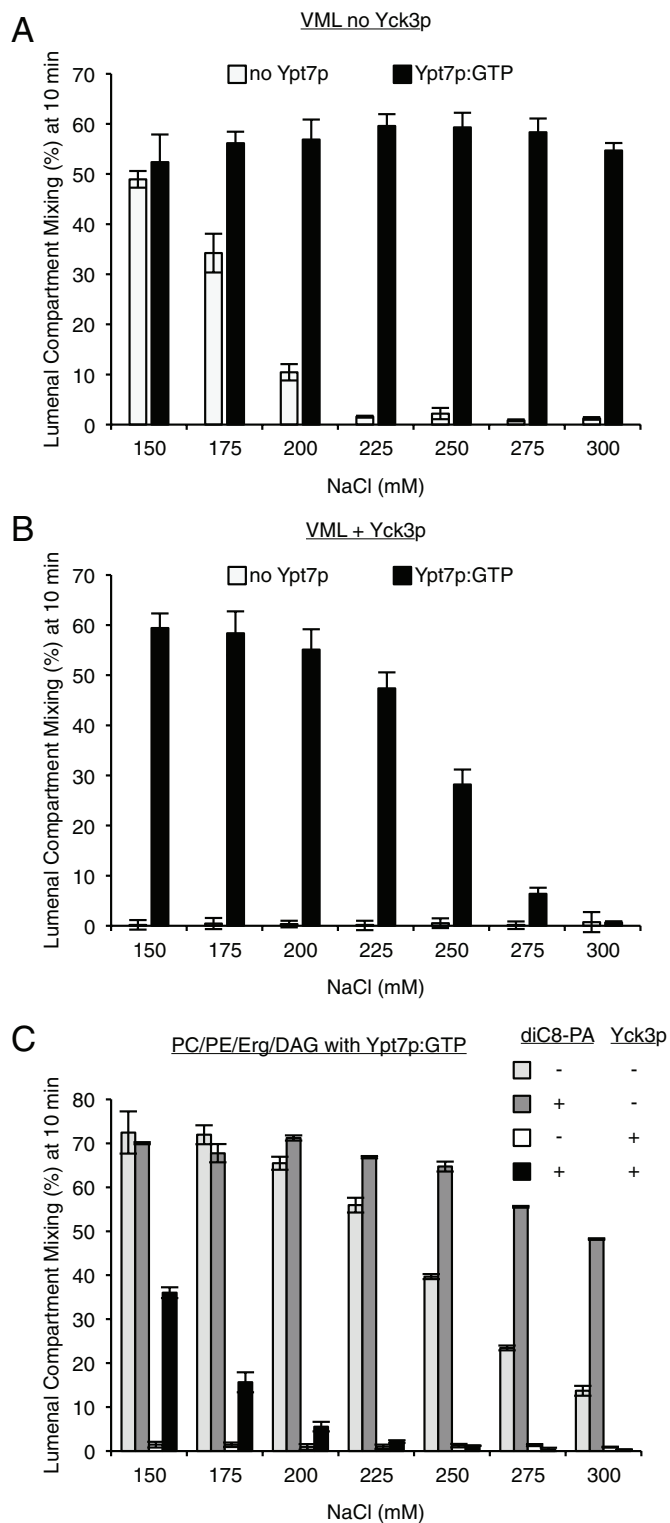 A
VML no Yck3p
no Ypt7p
Ypt7p:GTP
Lumenal Compartment Mixing (%) at 10 min
70
60
50
40
30
20
10
0
150 175 200 225 250 275 300
NaCl (mM)
B
VML + Yck3p
no Ypt7p
Ypt7p:GTP
Lumenal Compartment Mixing (%) at 10 min
70
60
50
40
30
20
10
0
150 175 200 225 250 275 300
NaCl (mM)
C
PC/PE/Erg/DAG with Ypt7p:GTP
diC8-PA Yck3p
- -
+ -
- +
+ +
Lumenal Compartment Mixing (%) at 10 min
80
70
60
50
40
30
20
10
0
150 175 200 225 250 275 300
NaCl (mM)